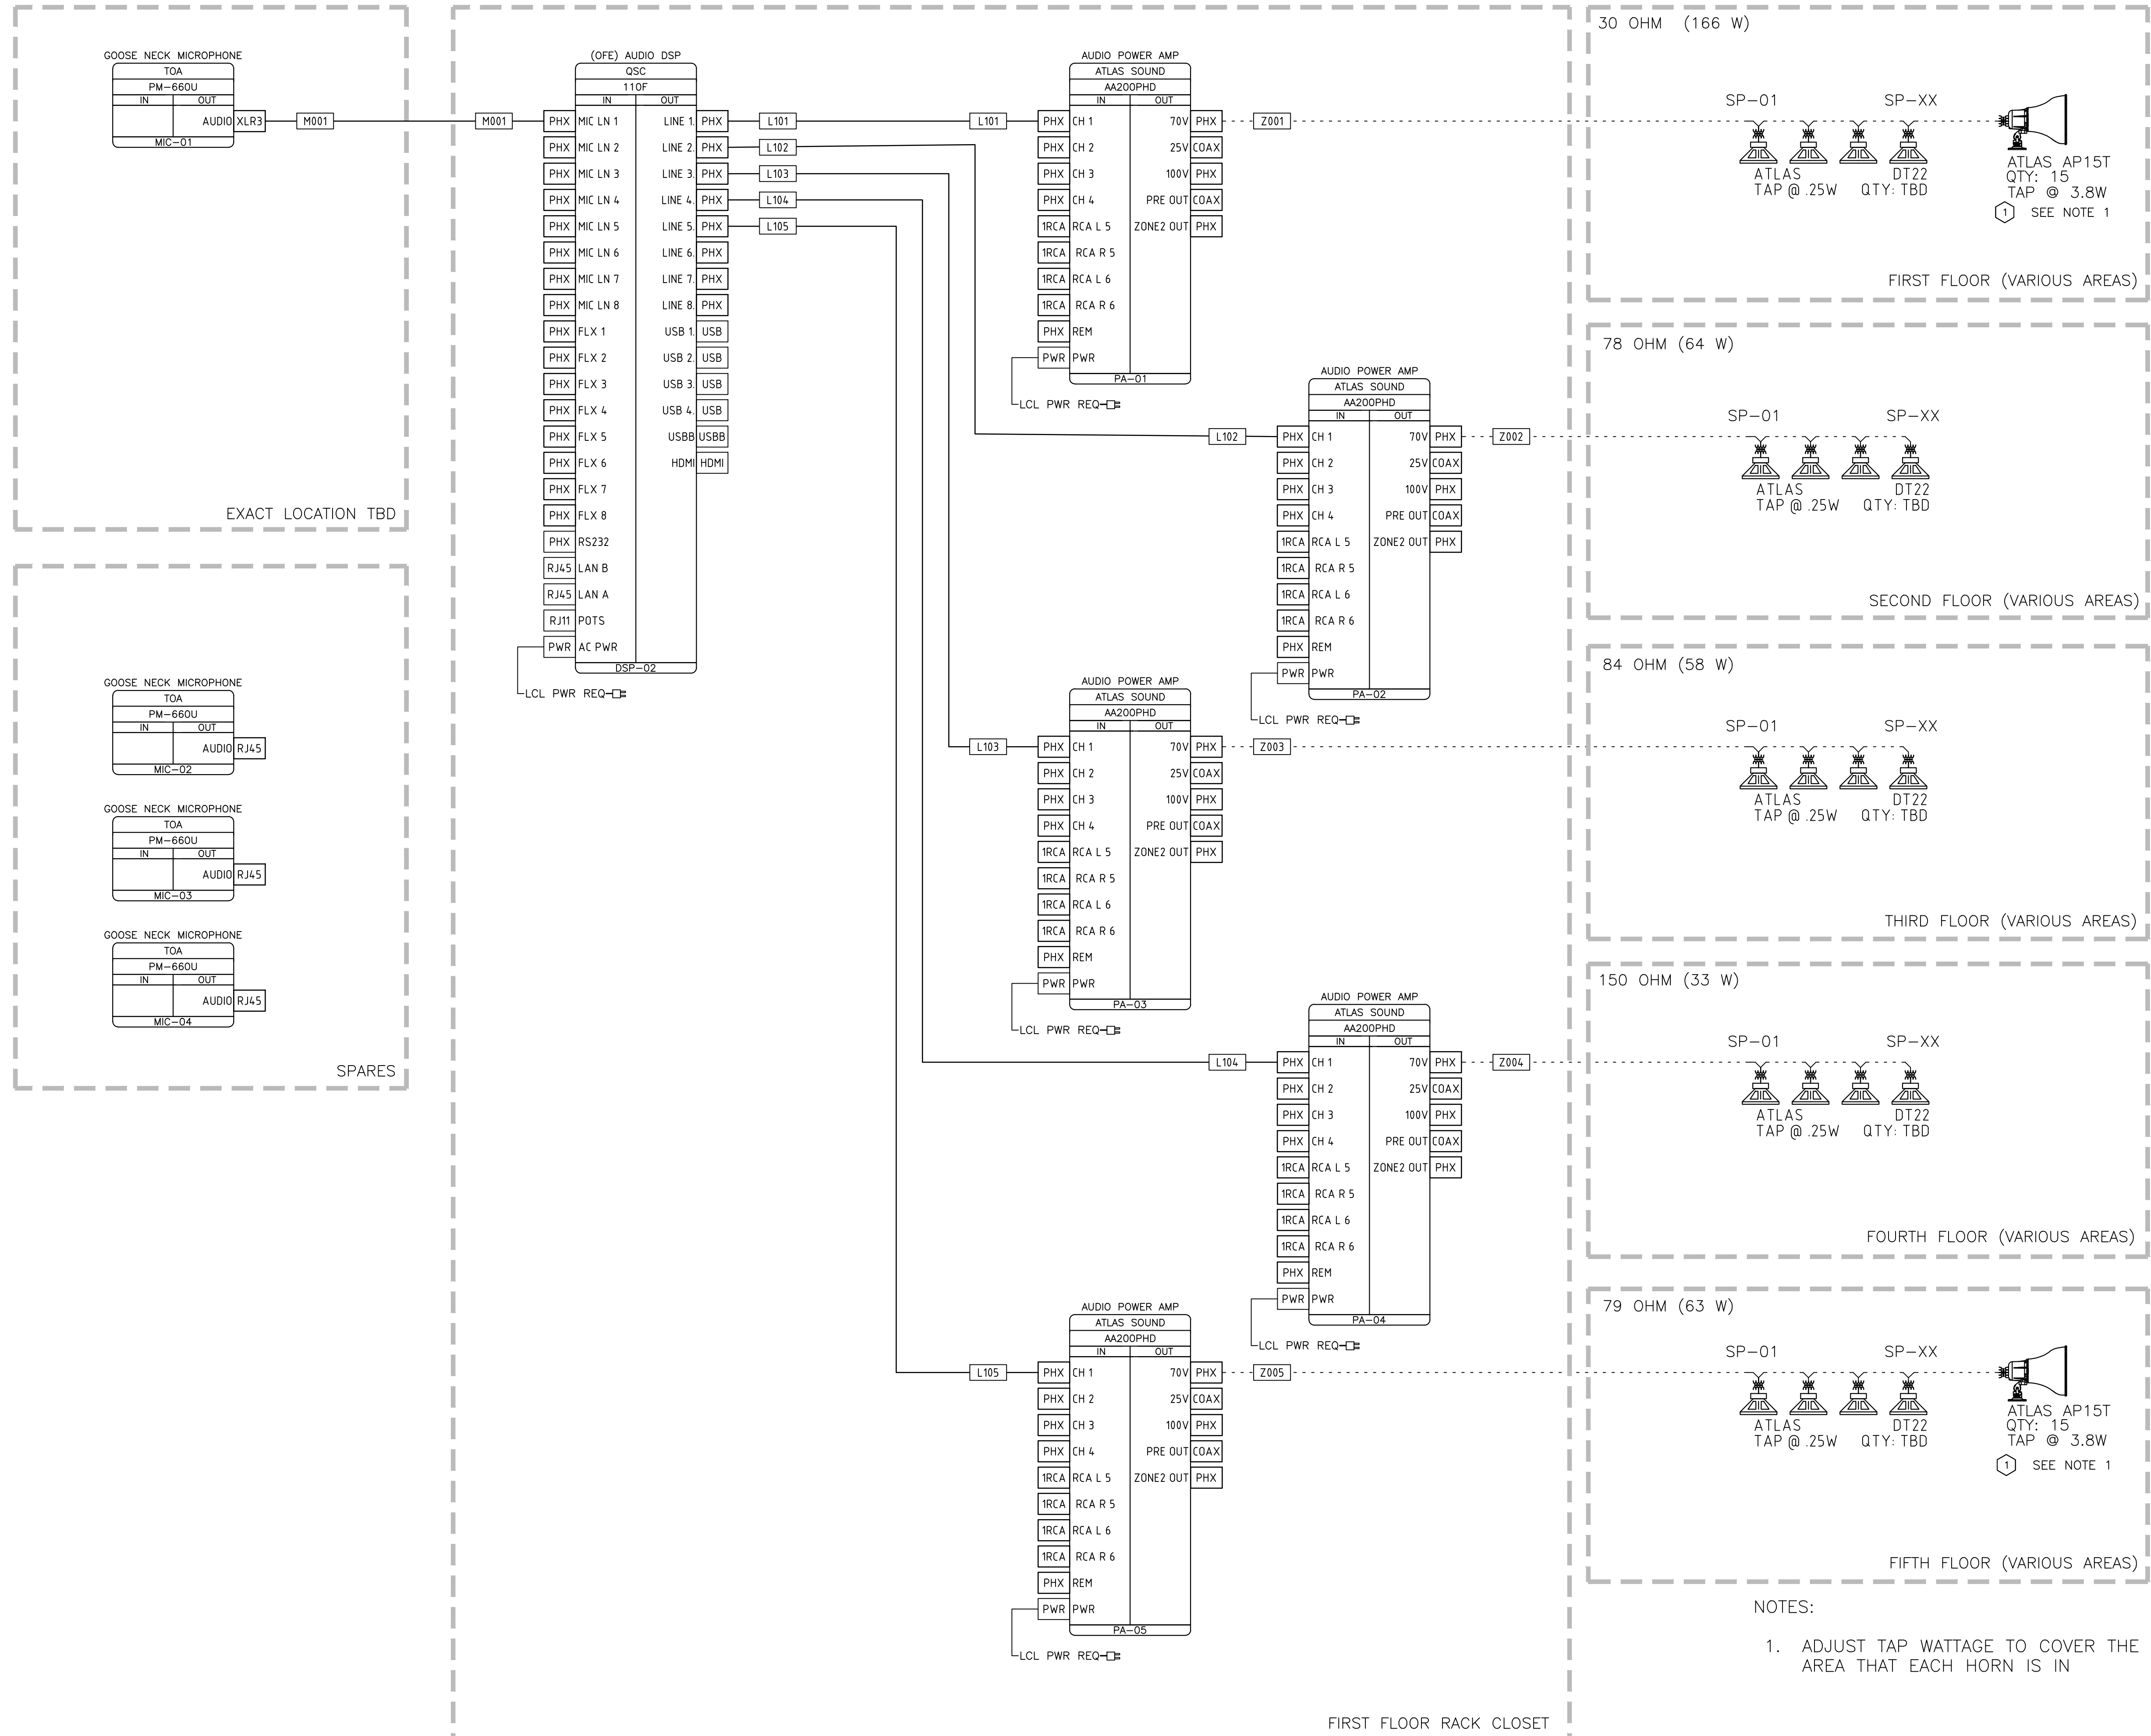 GOOSE NECK MICROPHONE
TOA
PM-660U
IN OUT
AUDIO XLR3
MIC-01
M001
EXACT LOCATION TBD
GOOSE NECK MICROPHONE
TOA
PM-660U
IN OUT
AUDIO RJ45
MIC-02
GOOSE NECK MICROPHONE
TOA
PM-660U
IN OUT
AUDIO RJ45
MIC-03
GOOSE NECK MICROPHONE
TOA
PM-660U
IN OUT
AUDIO RJ45
MIC-04
SPARES
M001
(OFE) AUDIO DSP
QSC
110F
IN OUT
PHX MIC LN 1 LINE 1. PHX L101
PHX MIC LN 2 LINE 2. PHX L102
PHX MIC LN 3 LINE 3. PHX L103
PHX MIC LN 4 LINE 4. PHX L104
PHX MIC LN 5 LINE 5. PHX L105
PHX MIC LN 6 LINE 6. PHX
PHX MIC LN 7 LINE 7. PHX
PHX MIC LN 8 LINE 8. PHX
PHX FLX 1 USB 1. USB
PHX FLX 2 USB 2. USB
PHX FLX 3 USB 3. USB
PHX FLX 4 USB 4. USB
PHX FLX 5 USBB USBB
PHX FLX 6 HDMI HDMI
PHX FLX 7
PHX FLX 8
PHX RS232
RJ45 LAN B
RJ45 LAN A
RJ11 POTS
PWR AC PWR
DSP-02
LCL PWR REQ
AUDIO POWER AMP
ATLAS SOUND
AA200PHD
IN OUT
L101 PHX CH 1 70V PHX Z001
PHX CH 2 25V COAX
PHX CH 3 100V PHX
PHX CH 4 PRE OUT COAX
1RCA RCA L 5 ZONE2 OUT PHX
1RCA RCA R 5
1RCA RCA L 6
1RCA RCA R 6
PHX REM
PWR PWR
PA-01
LCL PWR REQ
AUDIO POWER AMP
ATLAS SOUND
AA200PHD
IN OUT
L102 PHX CH 1 70V PHX Z002
PHX CH 2 25V COAX
PHX CH 3 100V PHX
PHX CH 4 PRE OUT COAX
1RCA RCA L 5 ZONE2 OUT PHX
1RCA RCA R 5
1RCA RCA L 6
1RCA RCA R 6
PHX REM
PWR PWR
PA-02
LCL PWR REQ
AUDIO POWER AMP
ATLAS SOUND
AA200PHD
IN OUT
L103 PHX CH 1 70V PHX Z003
PHX CH 2 25V COAX
PHX CH 3 100V PHX
PHX CH 4 PRE OUT COAX
1RCA RCA L 5 ZONE2 OUT PHX
1RCA RCA R 5
1RCA RCA L 6
1RCA RCA R 6
PHX REM
PWR PWR
PA-03
LCL PWR REQ
AUDIO POWER AMP
ATLAS SOUND
AA200PHD
IN OUT
L104 PHX CH 1 70V PHX Z004
PHX CH 2 25V COAX
PHX CH 3 100V PHX
PHX CH 4 PRE OUT COAX
1RCA RCA L 5 ZONE2 OUT PHX
1RCA RCA R 5
1RCA RCA L 6
1RCA RCA R 6
PHX REM
PWR PWR
PA-04
LCL PWR REQ
AUDIO POWER AMP
ATLAS SOUND
AA200PHD
IN OUT
L105 PHX CH 1 70V PHX Z005
PHX CH 2 25V COAX
PHX CH 3 100V PHX
PHX CH 4 PRE OUT COAX
1RCA RCA L 5 ZONE2 OUT PHX
1RCA RCA R 5
1RCA RCA L 6
1RCA RCA R 6
PHX REM
PWR PWR
PA-05
LCL PWR REQ
FIRST FLOOR RACK CLOSET
30 OHM (166 W)
SP-01 SP-XX
ATLAS DT22
TAP @ .25W QTY: TBD
ATLAS AP15T
QTY: 15
TAP @ 3.8W
1 SEE NOTE 1
FIRST FLOOR (VARIOUS AREAS)
78 OHM (64 W)
SP-01 SP-XX
ATLAS DT22
TAP @ .25W QTY: TBD
SECOND FLOOR (VARIOUS AREAS)
84 OHM (58 W)
SP-01 SP-XX
ATLAS DT22
TAP @ .25W QTY: TBD
THIRD FLOOR (VARIOUS AREAS)
150 OHM (33 W)
SP-01 SP-XX
ATLAS DT22
TAP @ .25W QTY: TBD
FOURTH FLOOR (VARIOUS AREAS)
79 OHM (63 W)
SP-01 SP-XX
ATLAS DT22
TAP @ .25W QTY: TBD
ATLAS AP15T
QTY: 15
TAP @ 3.8W
1 SEE NOTE 1
FIFTH FLOOR (VARIOUS AREAS)
NOTES:
1. ADJUST TAP WATTAGE TO COVER THE
AREA THAT EACH HORN IS IN